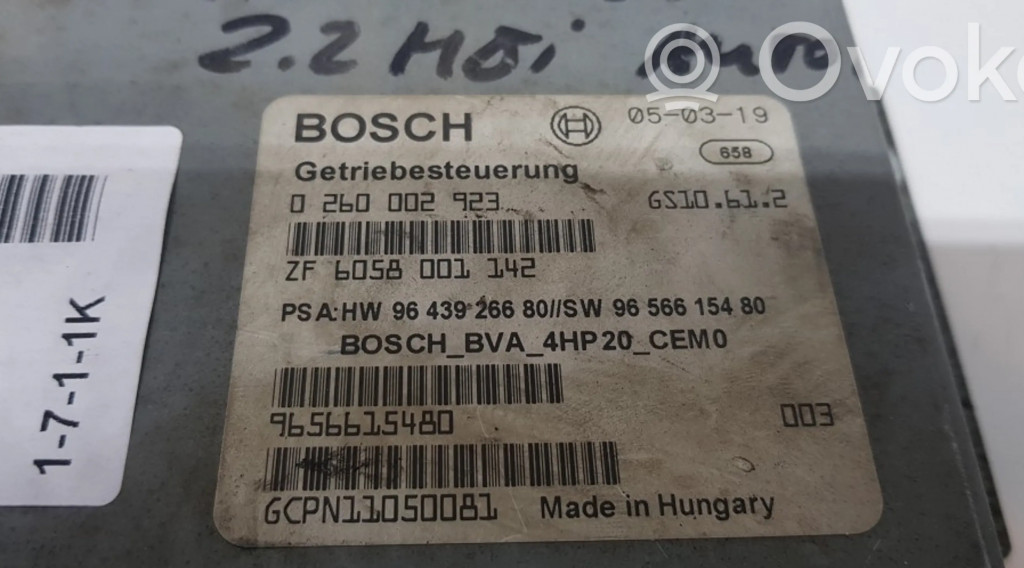 2.2 HDi Auto.
Ovoko
BOSCH
05-03-19
658
Getriebesteuerung
0 260 002 923
GS10.61.2
ZF 6058 001 142
PSA:HW 96 439 266 80//SW 96 566 154 80
BOSCH_BVA_4HP20_CEM0
9656615480
003
GCPN11050081
Made in Hungary
1-7-1-1K